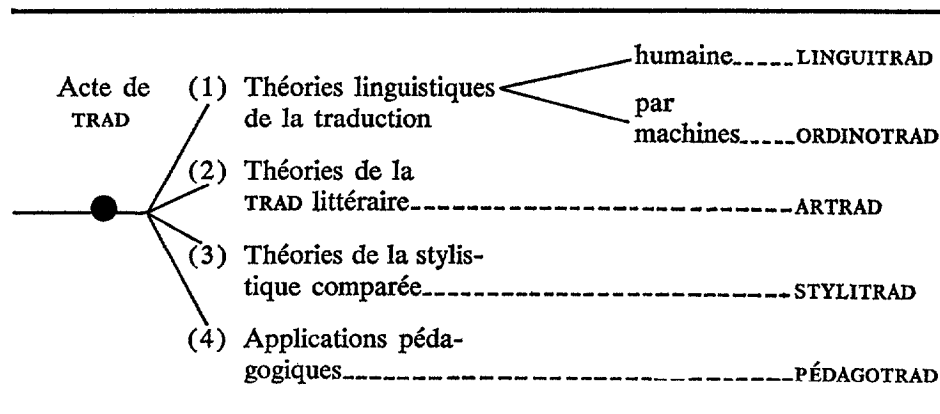 humaine-----LINGUITRAD
Acte de (1) Théories linguistiques
TRAD de la traduction
par
machines-----ORDINOTRAD
(2) Théories de la
TRAD littéraire-----ARTRAD
(3) Théories de la stylis-
tique comparée-----STYLITRAD
(4) Applications péda-
gogiques-----PÉDAGOTRAD